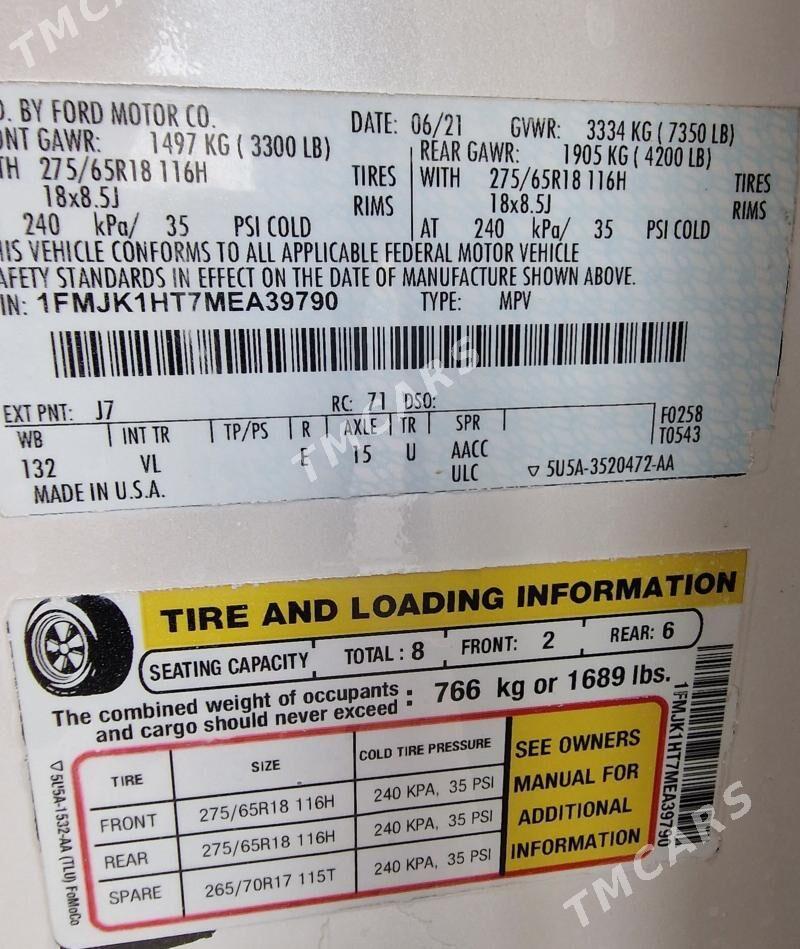 TMCARS
D. BY FORD MOTOR CO.
DATE: 06/21 GVWR: 3334 KG ( 7350 LB)
ONT GAWR: 1497 KG ( 3300 LB) REAR GAWR: 1905 KG ( 4200 LB)
TH 275/65R18 116H TIRES WITH 275/65R18 116H TIRES
18x8.5J RIMS 18x8.5J RIMS
240 kPa/ 35 PSI COLD AT 240 kPa/ 35 PSI COLD
HIS VEHICLE CONFORMS TO ALL APPLICABLE FEDERAL MOTOR VEHICLE
AFETY STANDARDS IN EFFECT ON THE DATE OF MANUFACTURE SHOWN ABOVE.
IN: 1FMJK1HT7MEA39790 TYPE: MPV
EXT PNT: J7 RC: 71 DSO:
WB INT TR TP/PS R AXLE TR SPR F0258
132 VL E 15 U AACC T0543
ULC ▽ 5U5A-3520472-AA
MADE IN U.S.A.
TMCARS
TIRE AND LOADING INFORMATION
SEATING CAPACITY TOTAL : 8 FRONT: 2 REAR: 6
The combined weight of occupants
and cargo should never exceed : 766 kg or 1689 lbs.
TIRE SIZE COLD TIRE PRESSURE
FRONT 275/65R18 116H 240 KPA, 35 PSI
REAR 275/65R18 116H 240 KPA, 35 PSI
SPARE 265/70R17 115T 240 KPA, 35 PSI
SEE OWNERS
MANUAL FOR
ADDITIONAL
INFORMATION
1FMJK1HT7MEA39790
▽ 5U5A-1532-AA (TLU) FoMoCo
TMCARS